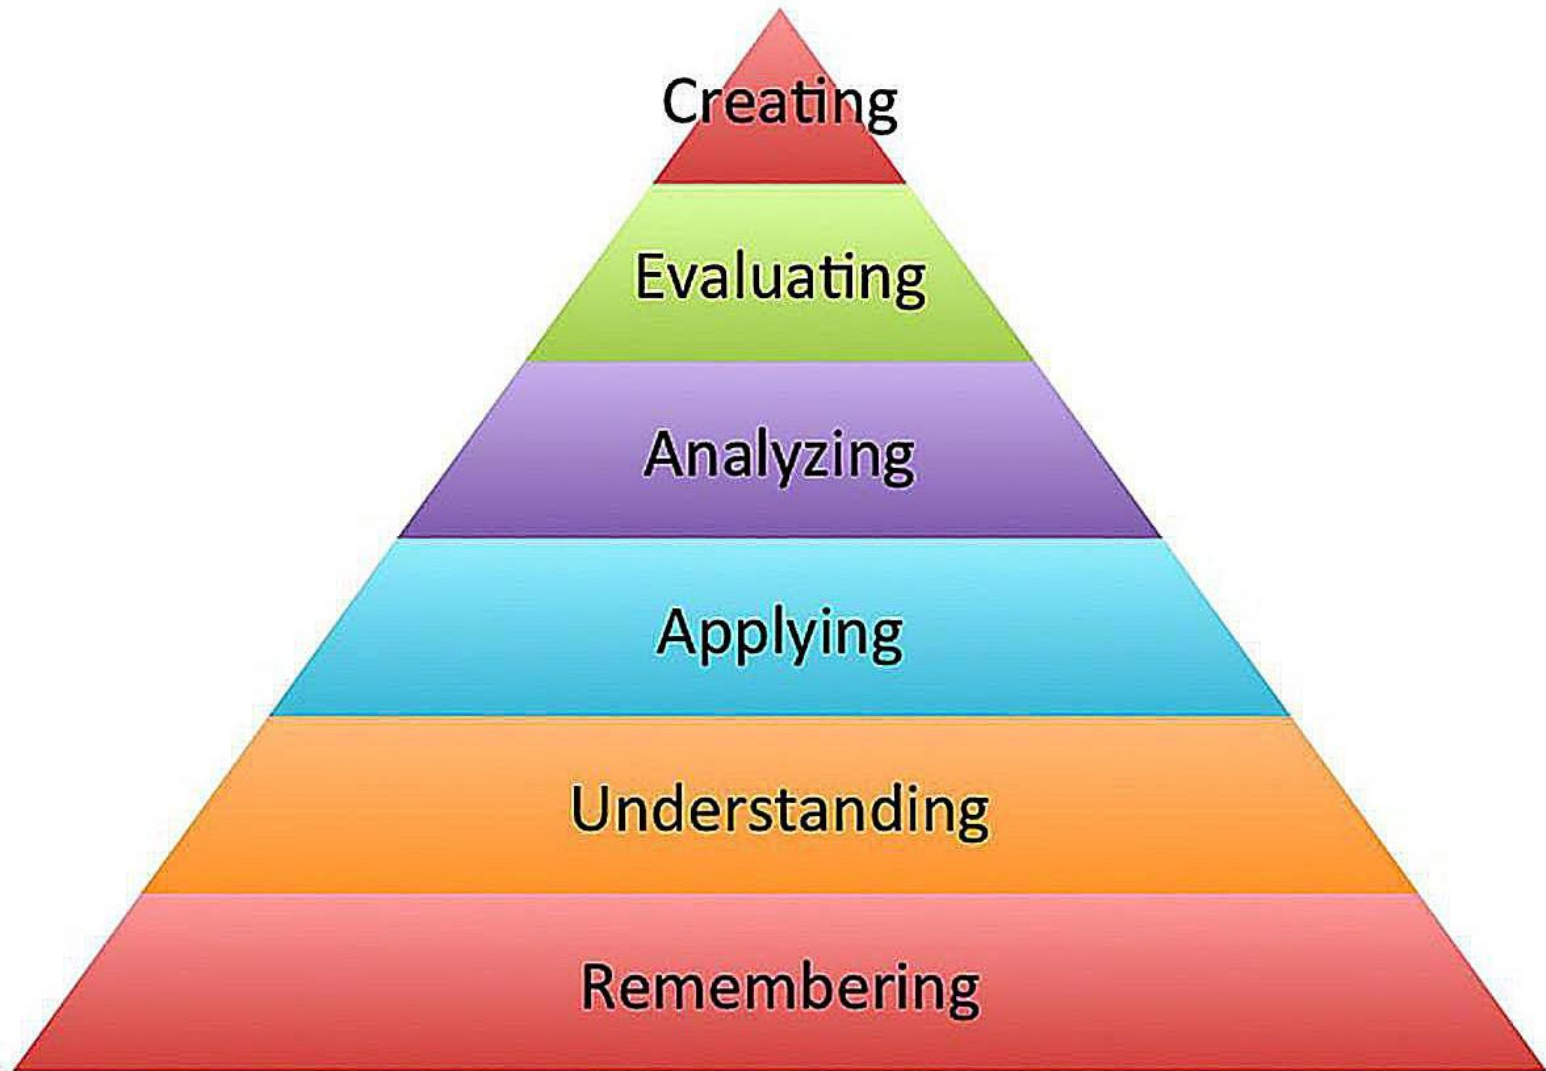 Creating
Evaluating
Analyzing
Applying
Understanding
Remembering